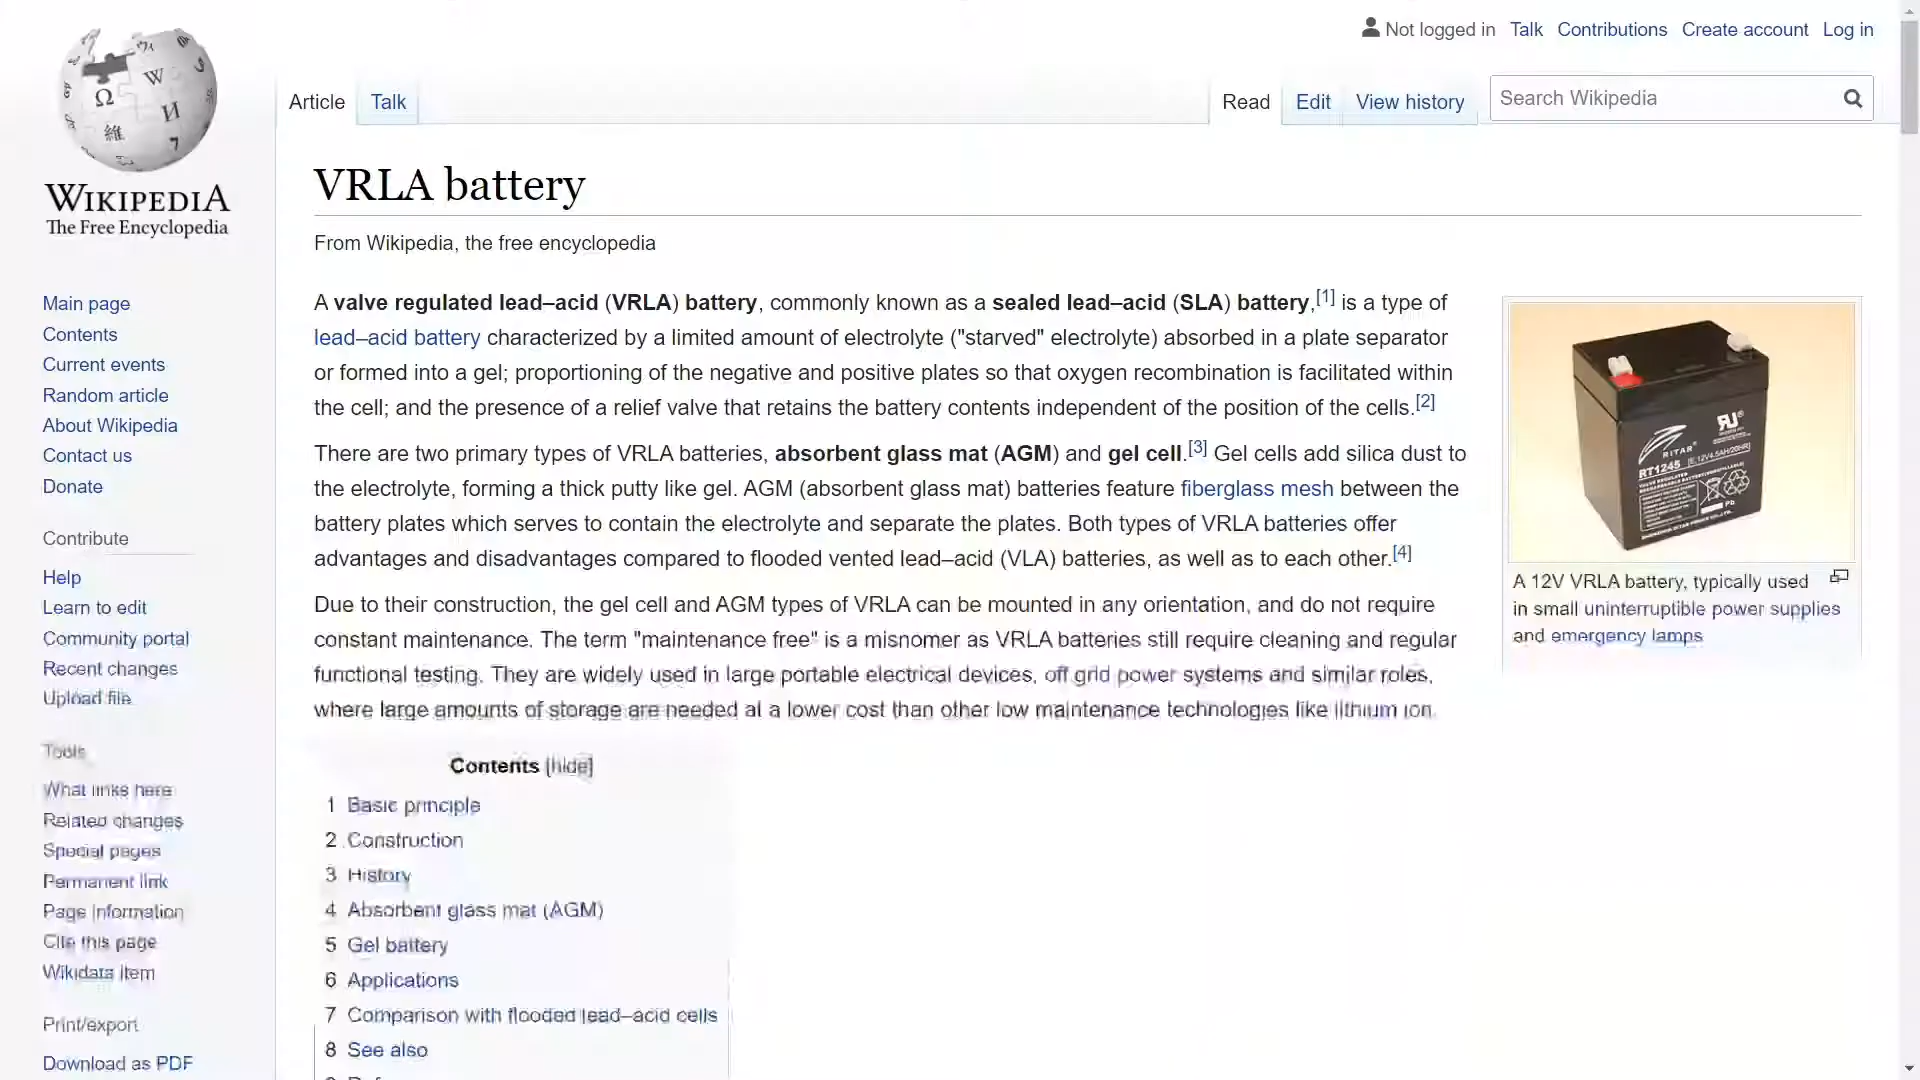 Not logged in Talk Contributions Create account Log in
Article Talk Read Edit View history Search Wikipedia
WIKIPEDIA
The Free Encyclopedia
Main page
Contents
Current events
Random article
About Wikipedia
Contact us
Donate
Contribute
Help
Learn to edit
Community portal
Recent changes
Upload file
Tools
What links here
Related changes
Special pages
Permanent link
Page information
Cite this page
Wikidata item
Print/export
Download as PDF
VRLA battery
From Wikipedia, the free encyclopedia
A valve regulated lead–acid (VRLA) battery, commonly known as a sealed lead–acid (SLA) battery,[1] is a type of
lead–acid battery characterized by a limited amount of electrolyte ("starved" electrolyte) absorbed in a plate separator
or formed into a gel; proportioning of the negative and positive plates so that oxygen recombination is facilitated within
the cell; and the presence of a relief valve that retains the battery contents independent of the position of the cells.[2]
There are two primary types of VRLA batteries, absorbent glass mat (AGM) and gel cell.[3] Gel cells add silica dust to
the electrolyte, forming a thick putty like gel. AGM (absorbent glass mat) batteries feature fiberglass mesh between the
battery plates which serves to contain the electrolyte and separate the plates. Both types of VRLA batteries offer
advantages and disadvantages compared to flooded vented lead–acid (VLA) batteries, as well as to each other.[4]
Due to their construction, the gel cell and AGM types of VRLA can be mounted in any orientation, and do not require
constant maintenance. The term "maintenance free" is a misnomer as VRLA batteries still require cleaning and regular
functional testing. They are widely used in large portable electrical devices, off grid power systems and similar roles,
where large amounts of storage are needed at a lower cost than other low maintenance technologies like lithium ion.
Contents [hide]
1 Basic principle
2 Construction
3 History
4 Absorbent glass mat (AGM)
5 Gel battery
6 Applications
7 Comparison with flooded lead–acid cells
8 See also
RITAR
RT1245 [12V4.5AH/20HR]
Pb
A 12V VRLA battery, typically used
in small uninterruptible power supplies
and emergency lamps